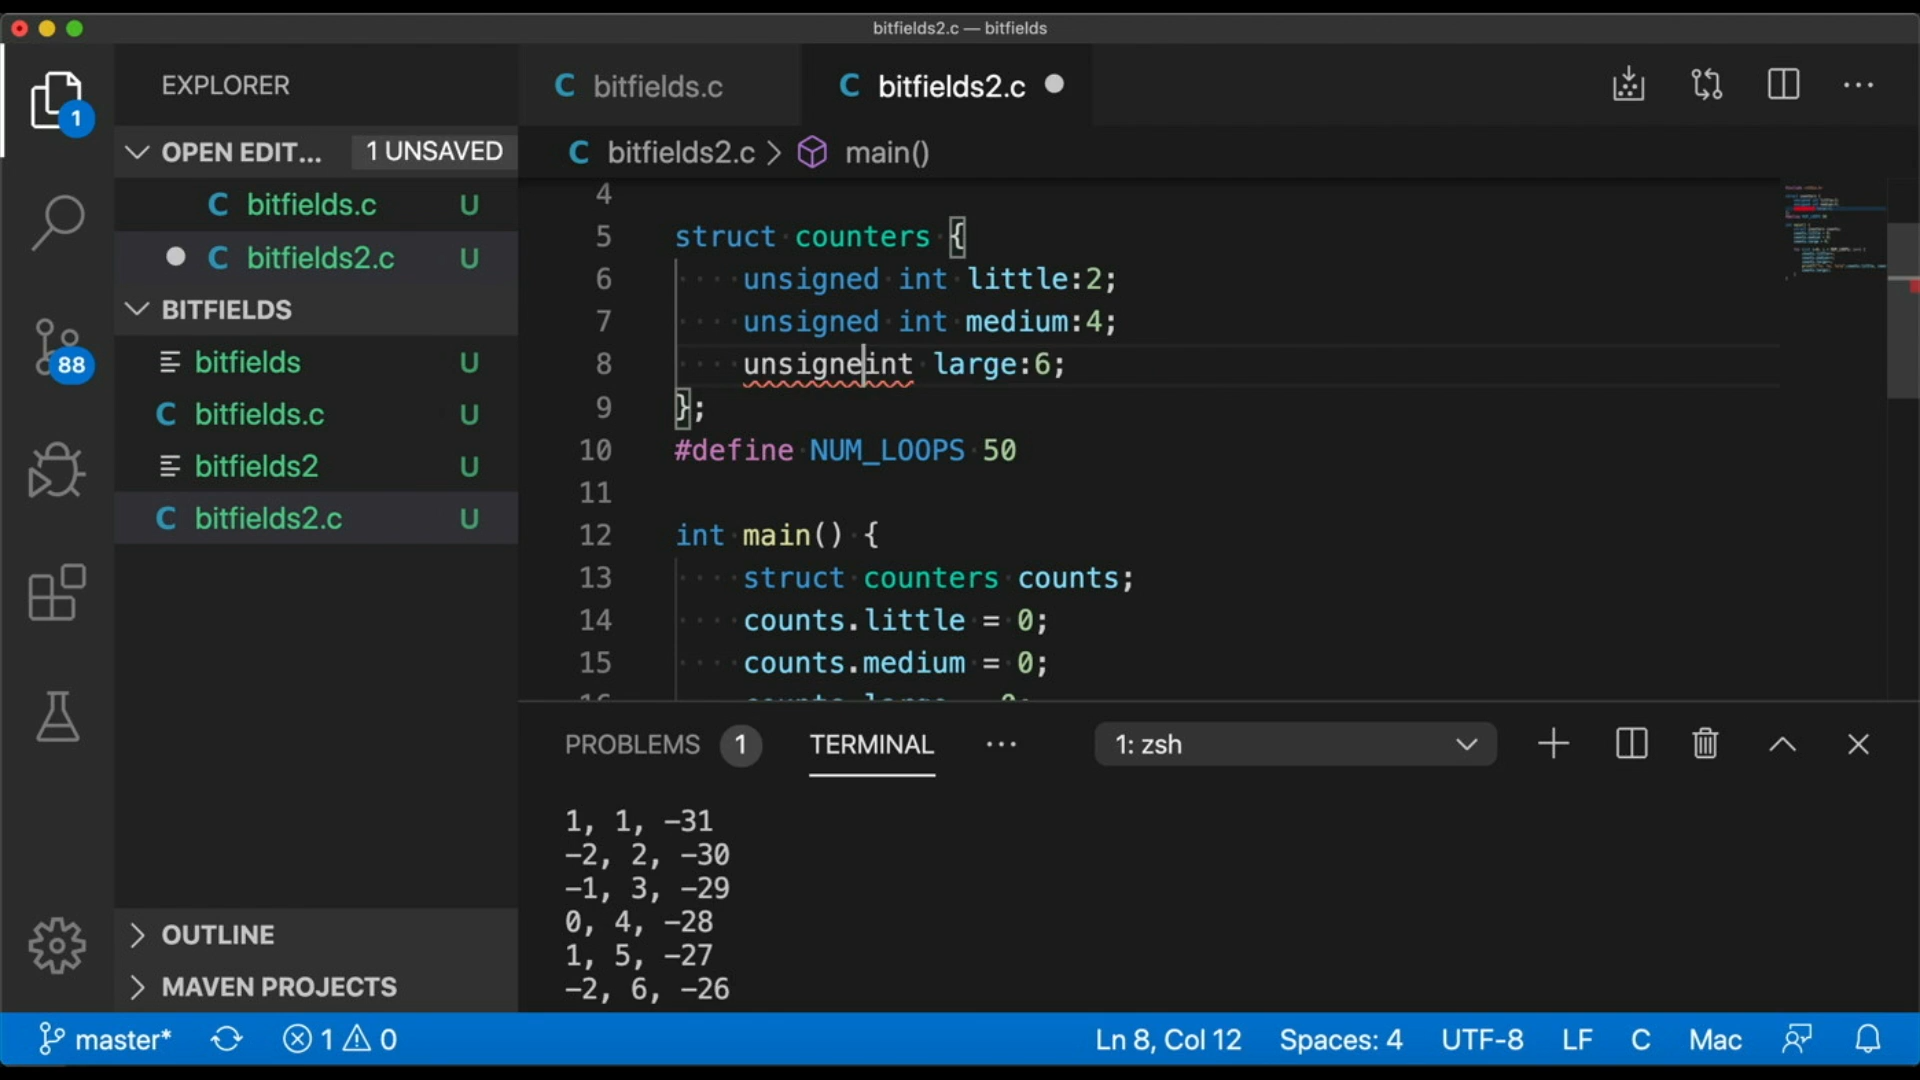 bitfields2.c — bitfields
EXPLORER
1
OPEN EDIT... 1 UNSAVED
C bitfields.c U
C bitfields2.c U
BITFIELDS
bitfields U
C bitfields.c U
bitfields2 U
C bitfields2.c U
88
OUTLINE
MAVEN PROJECTS
C bitfields.c
C bitfields2.c
C bitfields2.c > main()
4
5 struct counters {
6 unsigned int little:2;
7 unsigned int medium:4;
8 unsigneint large:6;
9 };
10 #define NUM_LOOPS 50
11
12 int main() {
13 struct counters counts;
14 counts.little = 0;
15 counts.medium = 0;
16 counts.large = 0;
PROBLEMS 1 TERMINAL ... 1: zsh
1, 1, -31
-2, 2, -30
-1, 3, -29
0, 4, -28
1, 5, -27
-2, 6, -26
master* 1 0 Ln 8, Col 12 Spaces: 4 UTF-8 LF C Mac